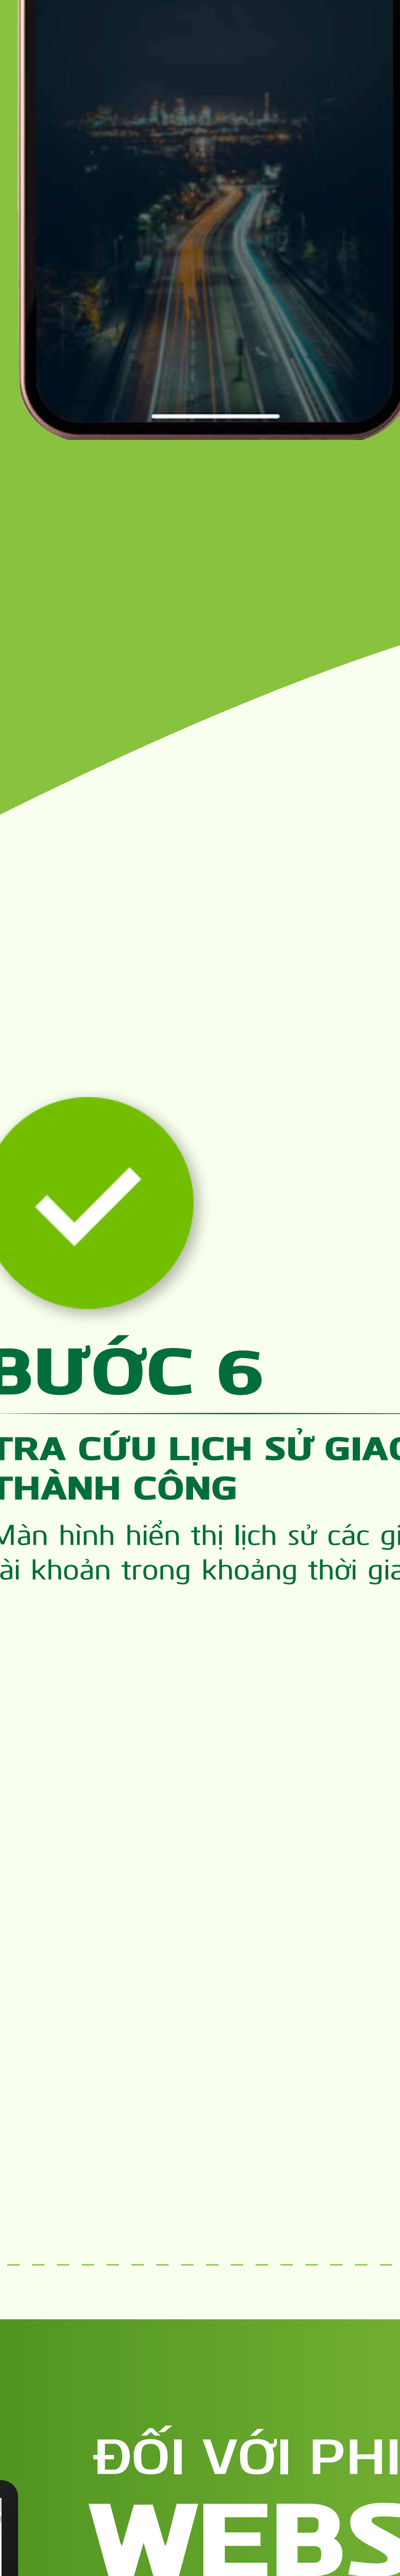 BƯỚC 6
TRA CỨU LỊCH SỬ GIAO
THÀNH CÔNG
Màn hình hiển thị lịch sử các gi
ài khoản trong khoảng thời gia
ĐỐI VỚI PHI
WEBS